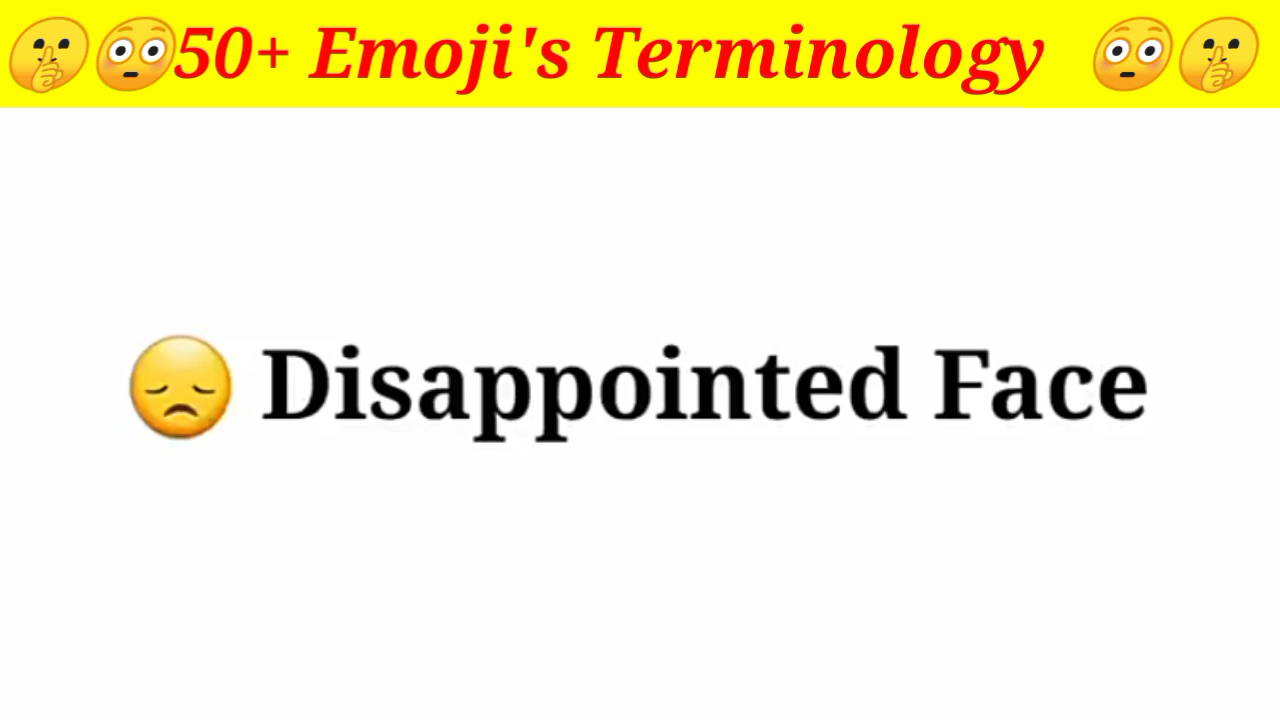 🤫😳50+ Emoji's Terminology 😳🤫
😞 Disappointed Face